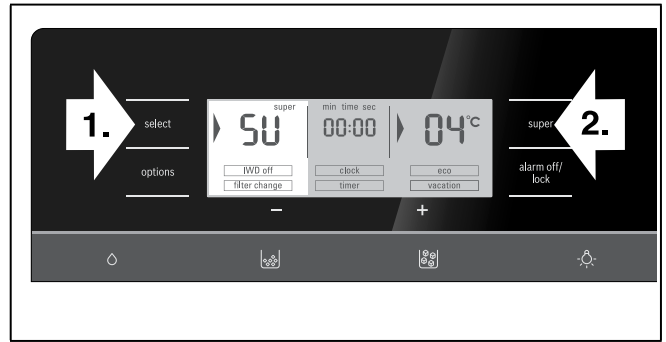 super
min time sec
1.
select
SU
00:00
04°C
super
2.
options
IWD off
clock
eco
alarm off/
lock
filter change
timer
vacation
−
+